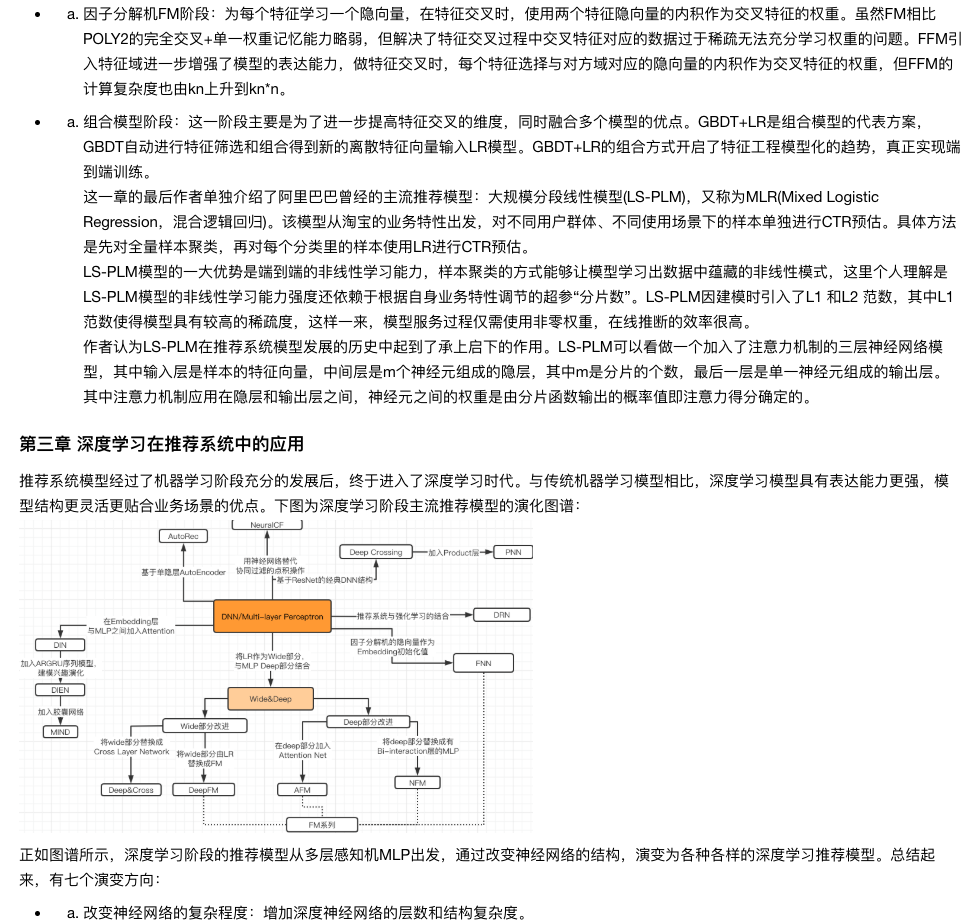 • a. 因子分解机FM阶段：为每个特征学习一个隐向量，在特征交叉时，使用两个特征隐向量的内积作为交叉特征的权重。虽然FM相比
POLY2的完全交叉+单一权重记忆能力略弱，但解决了特征交叉过程中交叉特征对应的数据过于稀疏无法充分学习权重的问题。FFM引
入特征域进一步增强了模型的表达能力，做特征交叉时，每个特征选择与对方域对应的隐向量的内积作为交叉特征的权重，但FFM的
计算复杂度也由kn上升到kn*n。
• a. 组合模型阶段：这一阶段主要是为了进一步提高特征交叉的维度，同时融合多个模型的优点。GBDT+LR是组合模型的代表方案，
GBDT自动进行特征筛选和组合得到新的离散特征向量输入LR模型。GBDT+LR的组合方式开启了特征工程模型化的趋势，真正实现端
到端训练。
这一章的最后作者单独介绍了阿里巴巴曾经的主流推荐模型：大规模分段线性模型(LS-PLM)，又称为MLR(Mixed Logistic
Regression，混合逻辑回归)。该模型从淘宝的业务特性出发，对不同用户群体、不同使用场景下的样本单独进行CTR预估。具体方法
是先对全量样本聚类，再对每个分类里的样本使用LR进行CTR预估。
LS-PLM模型的一大优势是端到端的非线性学习能力，样本聚类的方式能够让模型学习出数据中蕴藏的非线性模式，这里个人理解是
LS-PLM模型的非线性学习能力强度还依赖于根据自身业务特性调节的超参“分片数”。LS-PLM因建模时引入了L1 和L2 范数，其中L1
范数使得模型具有较高的稀疏度，这样一来，模型服务过程仅需使用非零权重，在线推断的效率很高。
作者认为LS-PLM在推荐系统模型发展的历史中起到了承上启下的作用。LS-PLM可以看做一个加入了注意力机制的三层神经网络模
型，其中输入层是样本的特征向量，中间层是m个神经元组成的隐层，其中m是分片的个数，最后一层是单一神经元组成的输出层。
其中注意力机制应用在隐层和输出层之间，神经元之间的权重是由分片函数输出的概率值即注意力得分确定的。
第三章 深度学习在推荐系统中的应用
推荐系统模型经过了机器学习阶段充分的发展后，终于进入了深度学习时代。与传统机器学习模型相比，深度学习模型具有表达能力更强，模
型结构更灵活更贴合业务场景的优点。下图为深度学习阶段主流推荐模型的演化图谱：
NeuralCF
AutoRec
Deep Crossing
加入Product层
PNN
用神经网络替代
协同过滤的点积操作
基于单隐层AutoEncoder
基于ResNet的经典DNN结构
DNN/Multi-layer Perceptron
推荐系统与强化学习的结合
DRN
在Embedding层
与MLP之间加入Attention
因子分解机的隐向量作为
Embedding初始化值
DIN
将LR作为Wide部分，
与MLP Deep部分结合
FNN
加入ARGRU序列模型，
建模兴趣演化
DIEN
Wide&Deep
加入胶囊网络
Wide部分改进
Deep部分改进
MIND
将wide部分替换成
Cross Layer Network
将wide部分由LR
替换成FM
在deep部分加入
Attention Net
将deep部分替换成有
Bi-interaction层的MLP
Deep&Cross
DeepFM
AFM
NFM
FM系列
正如图谱所示，深度学习阶段的推荐模型从多层感知机MLP出发，通过改变神经网络的结构，演变为各种各样的深度学习推荐模型。总结起
来，有七个演变方向：
• a. 改变神经网络的复杂程度：增加深度神经网络的层数和结构复杂度。